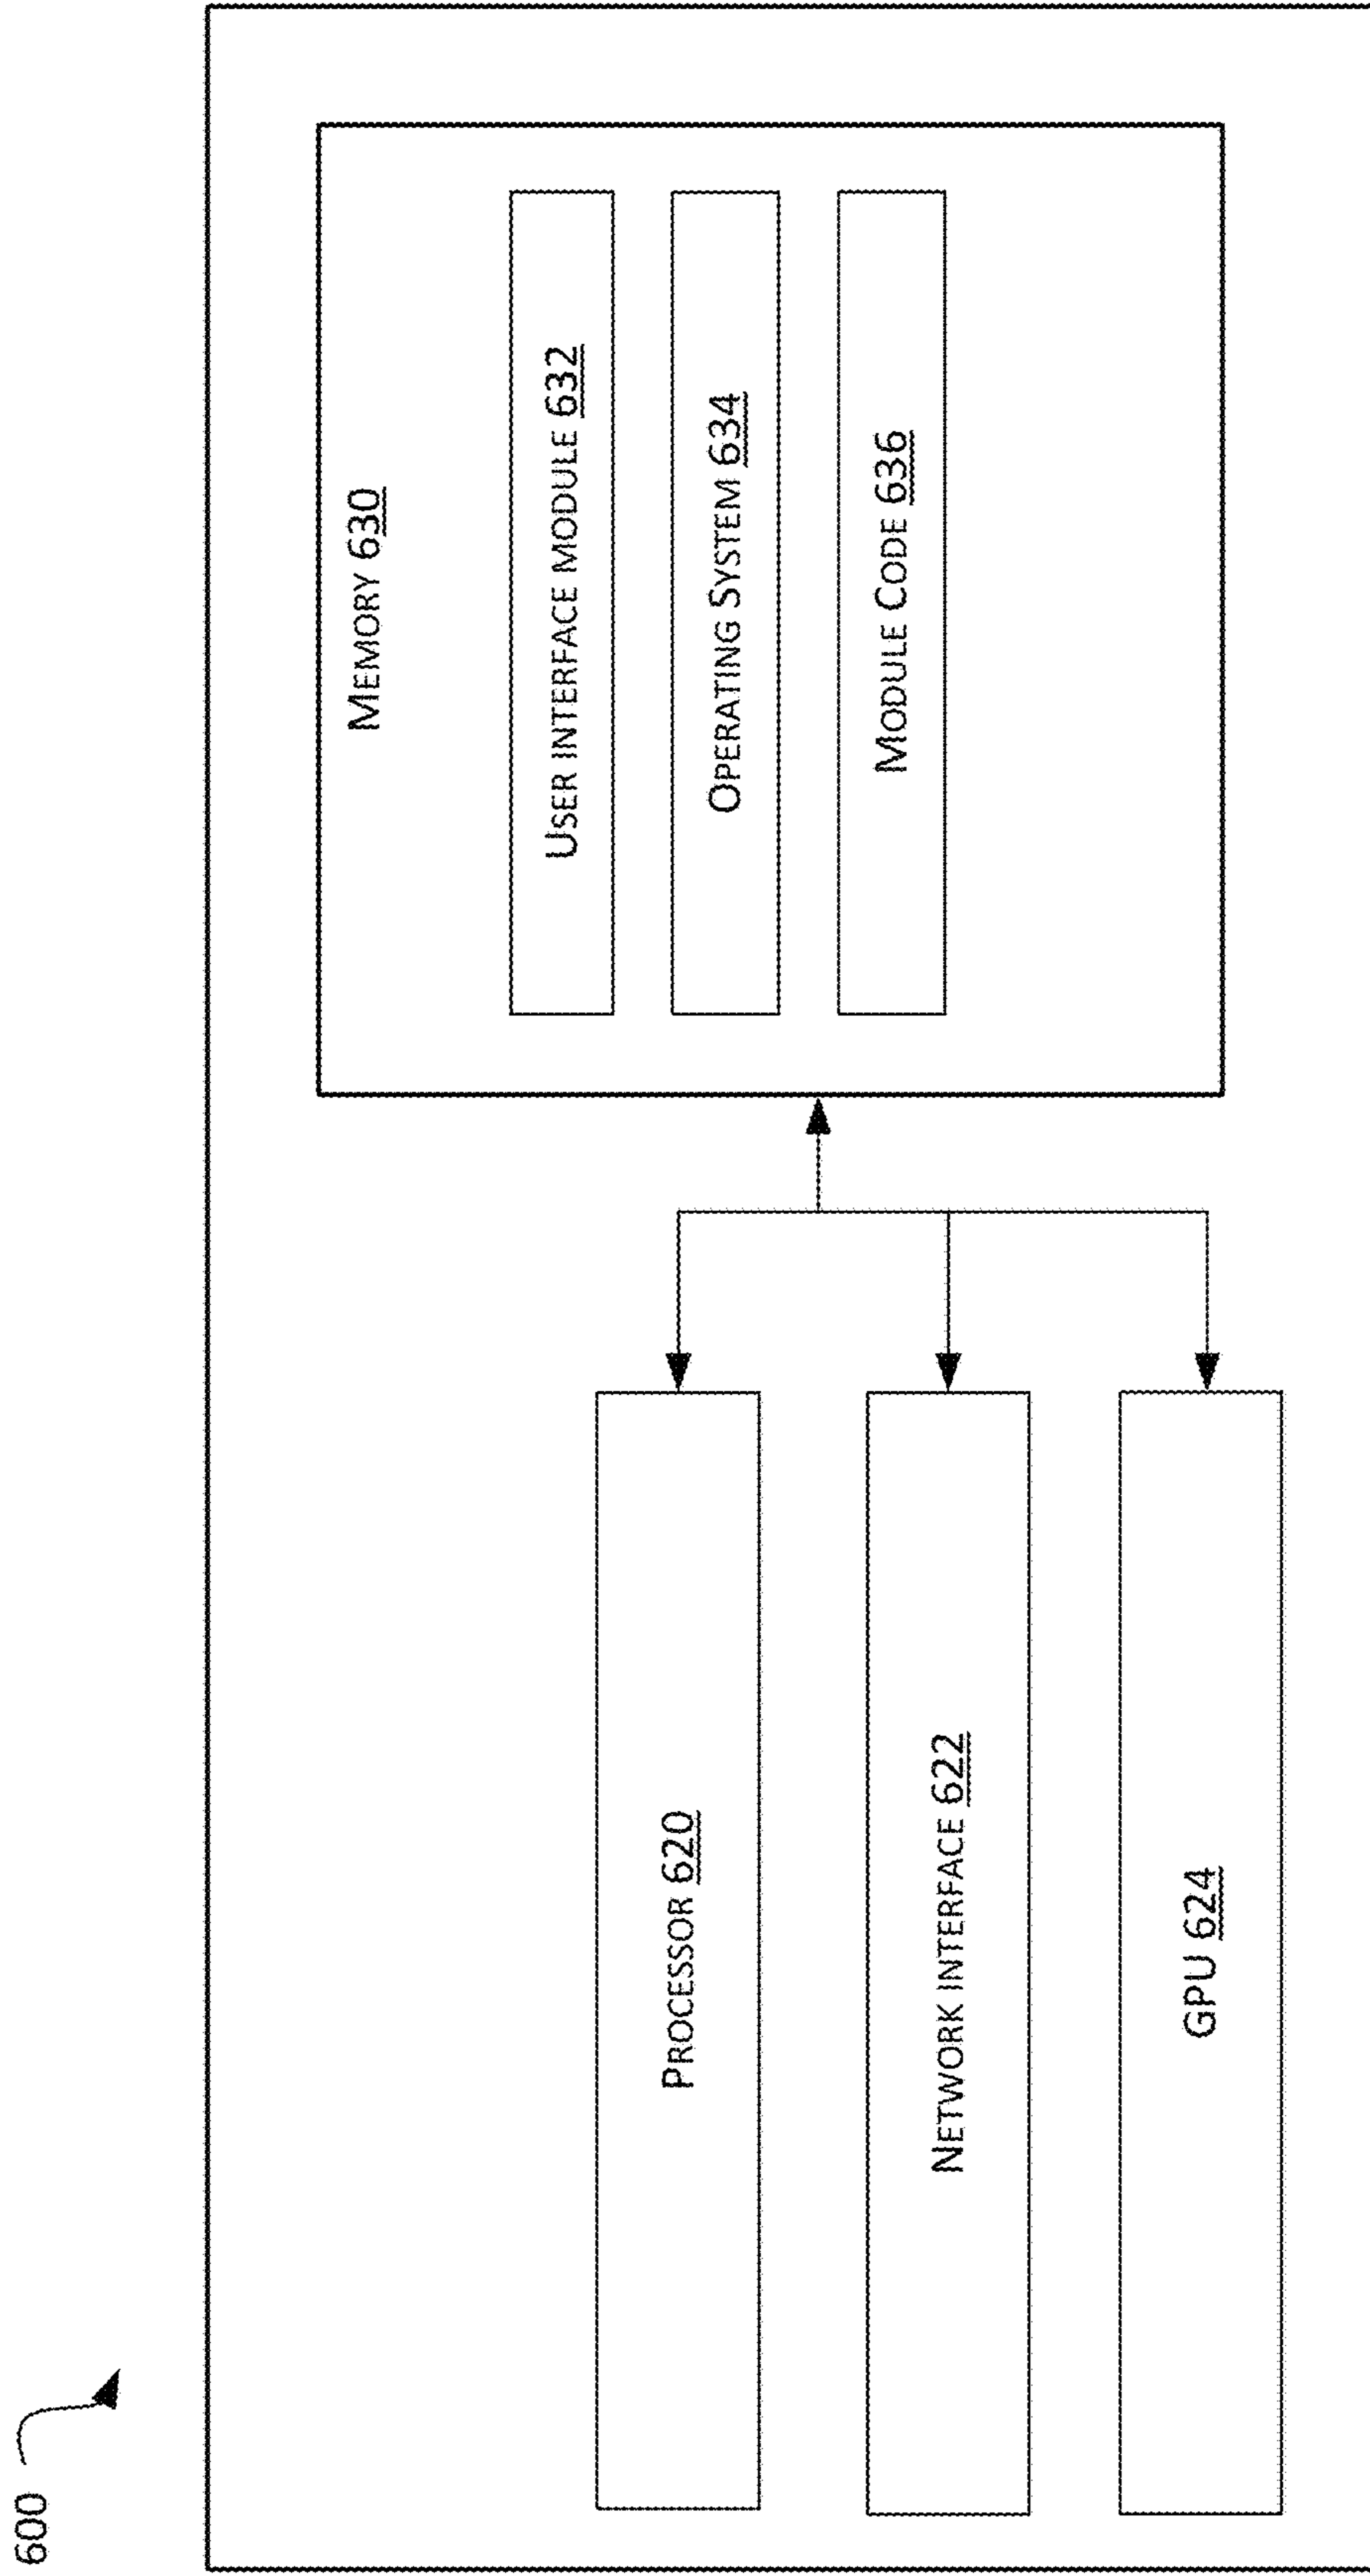 600
PROCESSOR 620
NETWORK INTERFACE 622
GPU 624
MEMORY 630
USER INTERFACE MODULE 632
OPERATING SYSTEM 634
MODULE CODE 636